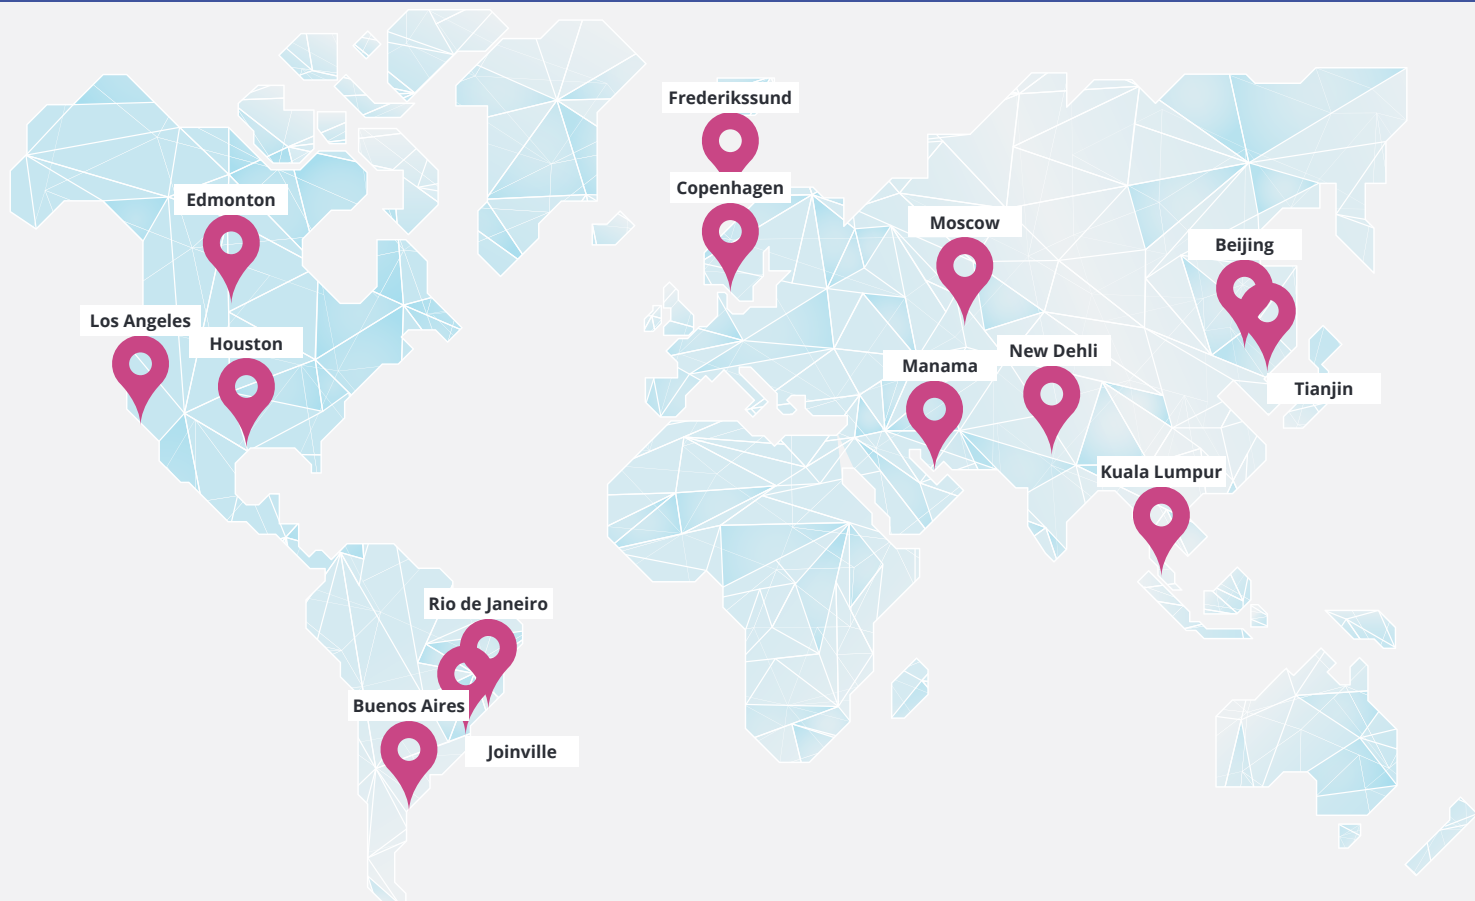 Frederikssund
Copenhagen
Edmonton
Moscow
Beijing
Los Angeles
Houston
New Dehli
Manama
Tianjin
Kuala Lumpur
Rio de Janeiro
Buenos Aires
Joinville